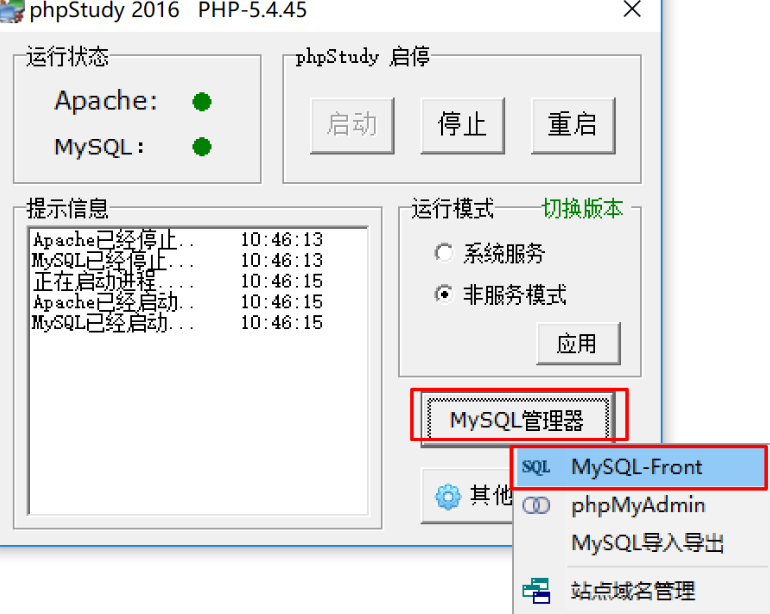 phpStudy 2016 PHP-5.4.45
运行状态
Apache:
MySQL:
phpStudy 启停
启动 停止 重启
提示信息
Apache已经停止.. 10:46:13
MySQL已经停止... 10:46:13
正在启动进程.... 10:46:15
Apache已经启动.. 10:46:15
MySQL已经启动... 10:46:15
运行模式 切换版本
系统服务
非服务模式
应用
MySQL管理器
其他
SQL MySQL-Front
phpMyAdmin
MySQL导入导出
站点域名管理